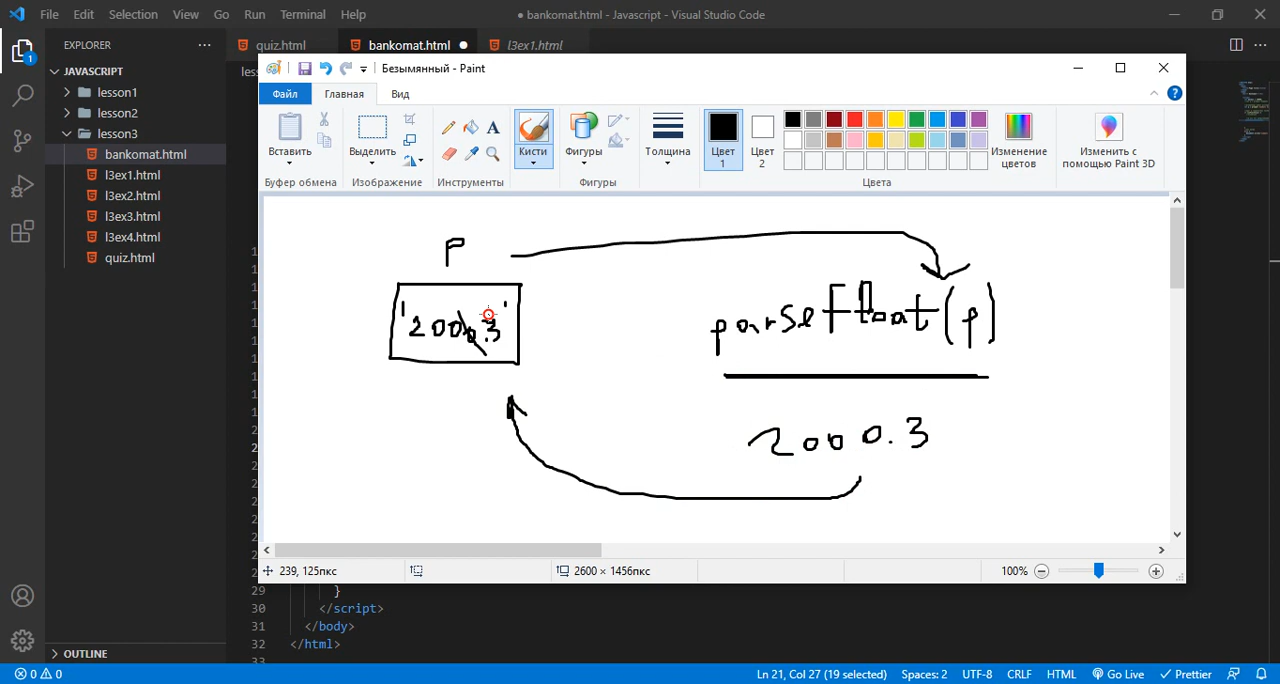 File Edit Selection View Go Run Terminal Help
● bankomat.html - Javascript - Visual Studio Code
EXPLORER
quiz.html
bankomat.html
l3ex1.html
JAVASCRIPT
lesson1
lesson2
lesson3
bankomat.html
l3ex1.html
l3ex2.html
l3ex3.html
l3ex4.html
quiz.html
OUTLINE
Безымянный - Paint
Файл Главная Вид
Вставить
Выделить
Кисти
Фигуры
Толщина
Цвет 1
Цвет 2
Изменение цветов
Изменить с помощью Paint 3D
Буфер обмена
Изображение
Инструменты
Фигуры
Цвета
P
'2000.3'
parseFloat(p)
2000.3
239, 125пкс
2600 × 1456пкс
100%
29 }
30 </script>
31 </body>
32 </html>
33
0 0
Ln 21, Col 27 (19 selected) Spaces: 2 UTF-8 CRLF HTML Go Live Prettier